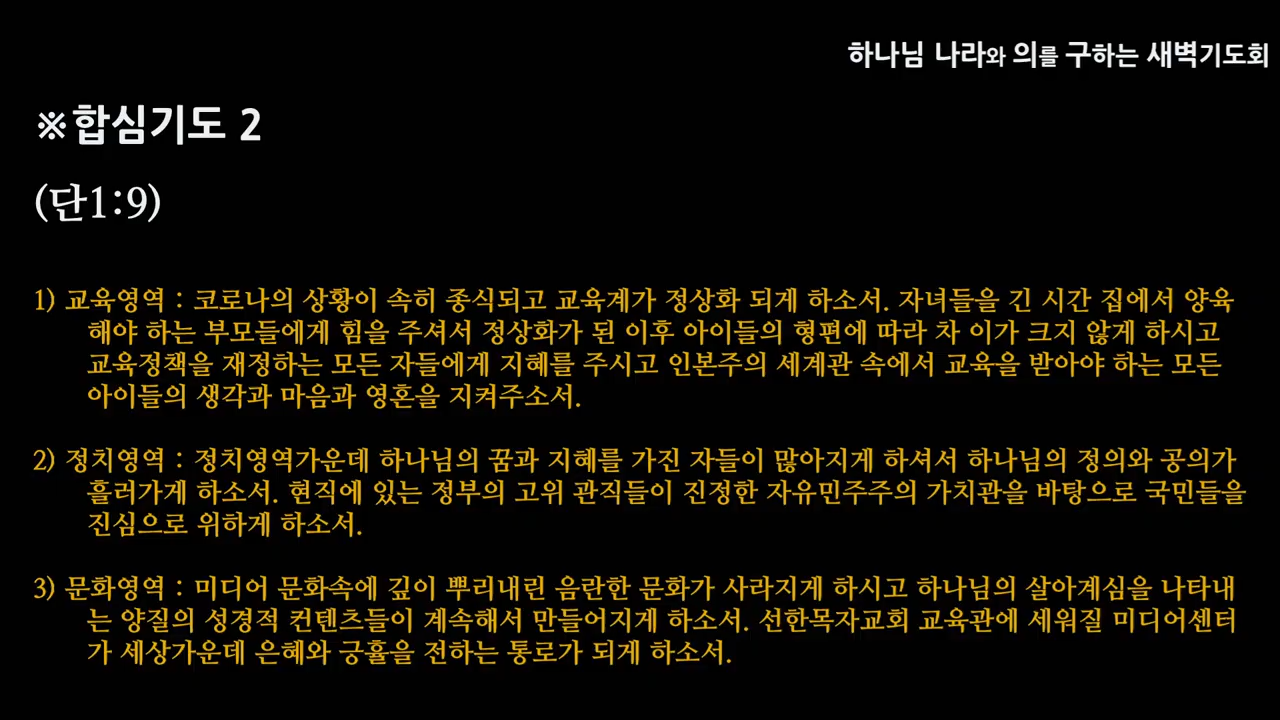 하나님 나라와 의를 구하는 새벽기도회
※합심기도 2
(단1:9)
1) 교육영역 : 코로나의 상황이 속히 종식되고 교육계가 정상화 되게 하소서. 자녀들을 긴 시간 집에서 양육
해야 하는 부모들에게 힘을 주셔서 정상화가 된 이후 아이들의 형편에 따라 차 이가 크지 않게 하시고
교육정책을 재정하는 모든 자들에게 지혜를 주시고 인본주의 세계관 속에서 교육을 받아야 하는 모든
아이들의 생각과 마음과 영혼을 지켜주소서.
2) 정치영역 : 정치영역가운데 하나님의 꿈과 지혜를 가진 자들이 많아지게 하셔서 하나님의 정의와 공의가
흘러가게 하소서. 현직에 있는 정부의 고위 관직들이 진정한 자유민주주의 가치관을 바탕으로 국민들을
진심으로 위하게 하소서.
3) 문화영역 : 미디어 문화속에 깊이 뿌리내린 음란한 문화가 사라지게 하시고 하나님의 살아계심을 나타내
는 양질의 성경적 컨텐츠들이 계속해서 만들어지게 하소서. 선한목자교회 교육관에 세워질 미디어센터
가 세상가운데 은혜와 긍휼을 전하는 통로가 되게 하소서.